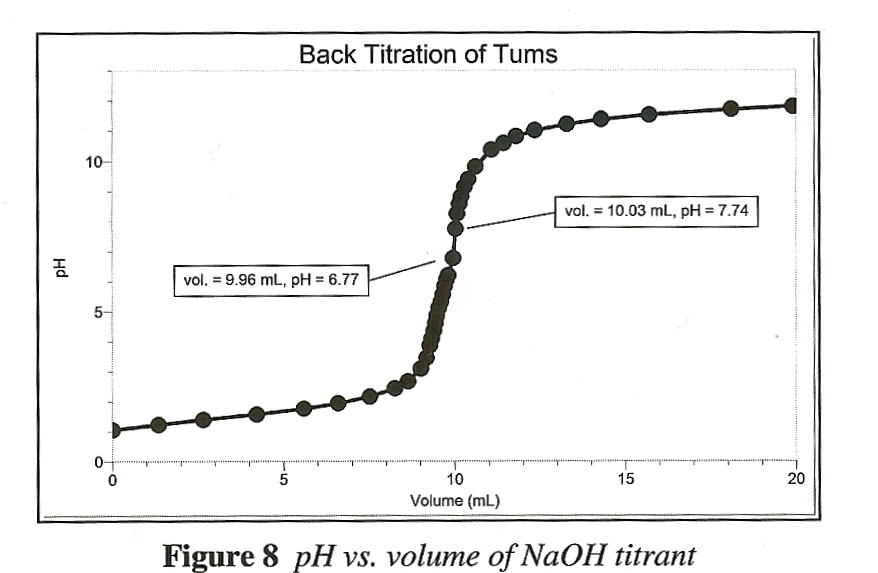 Back Titration of Tums
10
vol. = 10.03 mL, pH = 7.74
pH
vol. = 9.96 mL, pH = 6.77
5
0
0 5 10 15 20
Volume (mL)
Figure 8 pH vs. volume of NaOH titrant